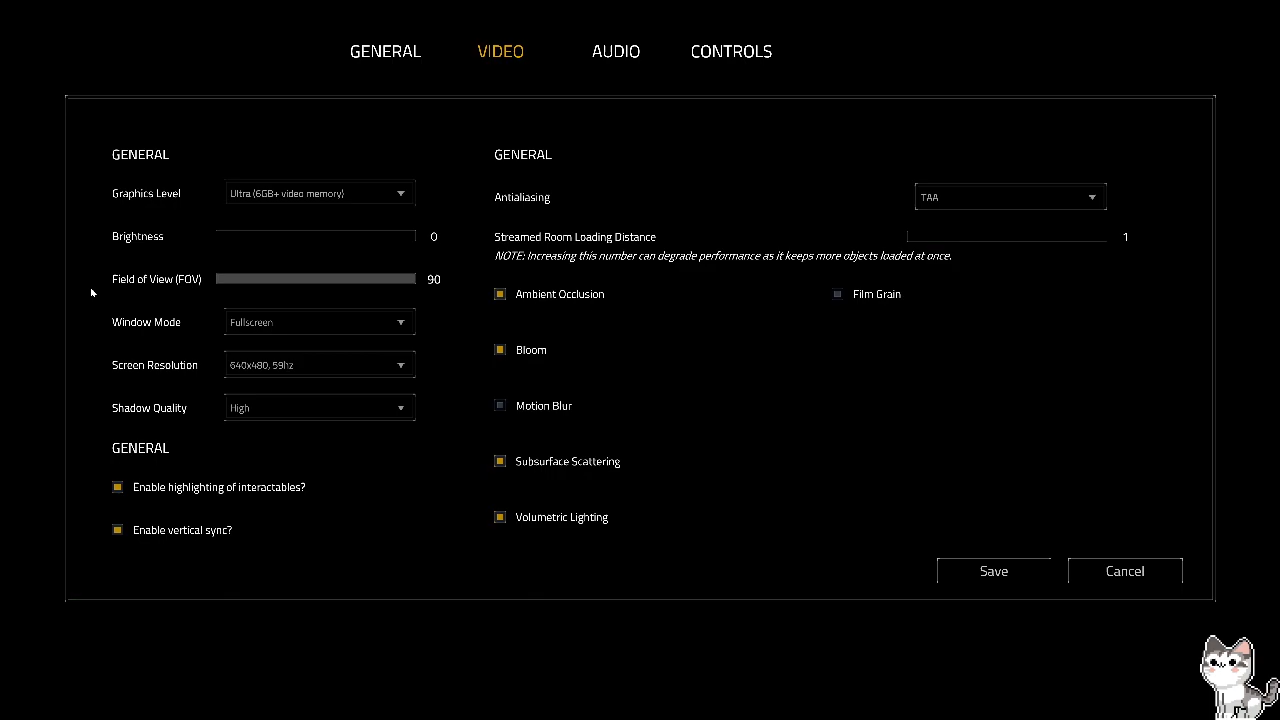 GENERAL VIDEO AUDIO CONTROLS
GENERAL
Graphics Level Ultra (6GB+ video memory)
Brightness 0
Field of View (FOV) 90
Window Mode Fullscreen
Screen Resolution 640x480, 59hz
Shadow Quality High
GENERAL
Enable highlighting of interactables?
Enable vertical sync?
GENERAL
Antialiasing TAA
Streamed Room Loading Distance 1
NOTE: Increasing this number can degrade performance as it keeps more objects loaded at once.
Ambient Occlusion Film Grain
Bloom
Motion Blur
Subsurface Scattering
Volumetric Lighting
Save Cancel